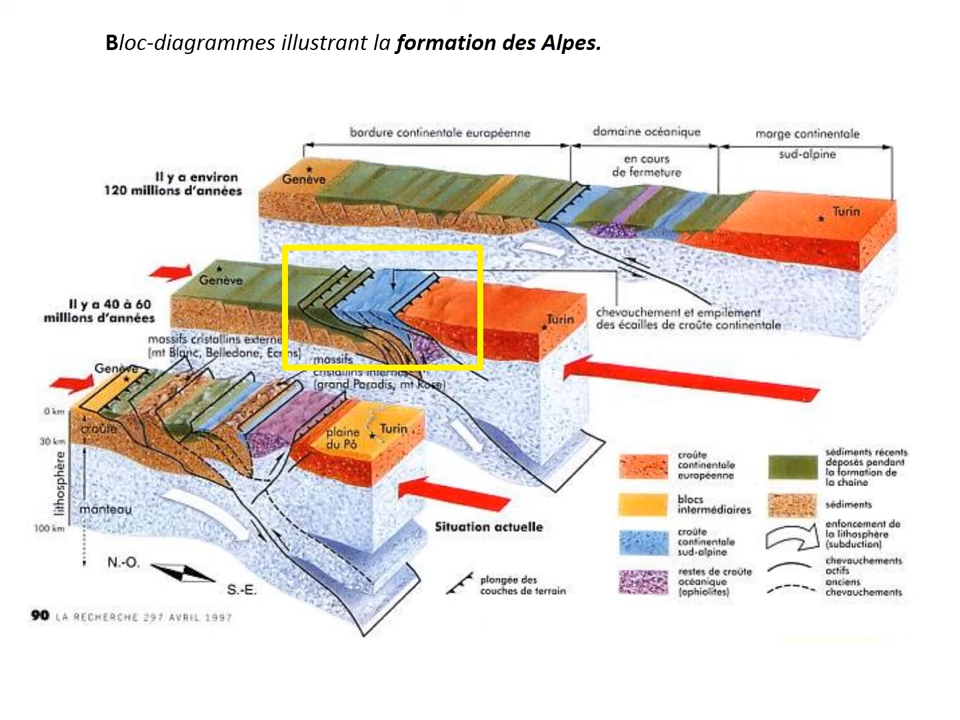 Bloc-diagrammes illustrant la formation des Alpes.
bordure continentale européenne
domaine océanique
marge continentale
sud-alpine
en cours
de fermeture
Il y a environ
120 millions d'années
Genève
Turin
Genève
Il y a 40 à 60
millions d'années
Turin
chevauchement et empilement
des écailles de croûte continentale
massifs cristallins externes
(mt Blanc, Belledone, Ecrins)
massifs
cristallins internes
(grand Paradis, mt Rose)
Genève
0 km
croûte
30 km
lithosphère
manteau
100 km
plaine
du Pô
Turin
Situation actuelle
N.-O.
S.-E.
plongée des
couches de terrain
croûte
continentale
européenne
blocs
intermédiaires
croûte
continentale
sud-alpine
restes de croûte
océanique
(ophiolites)
sédiments récents
déposés pendant
la formation de
la chaîne
sédiments
enfoncement de
la lithosphère
(subduction)
chevauchements
actifs
anciens
chevauchements
90 LA RECHERCHE 297 AVRIL 1997